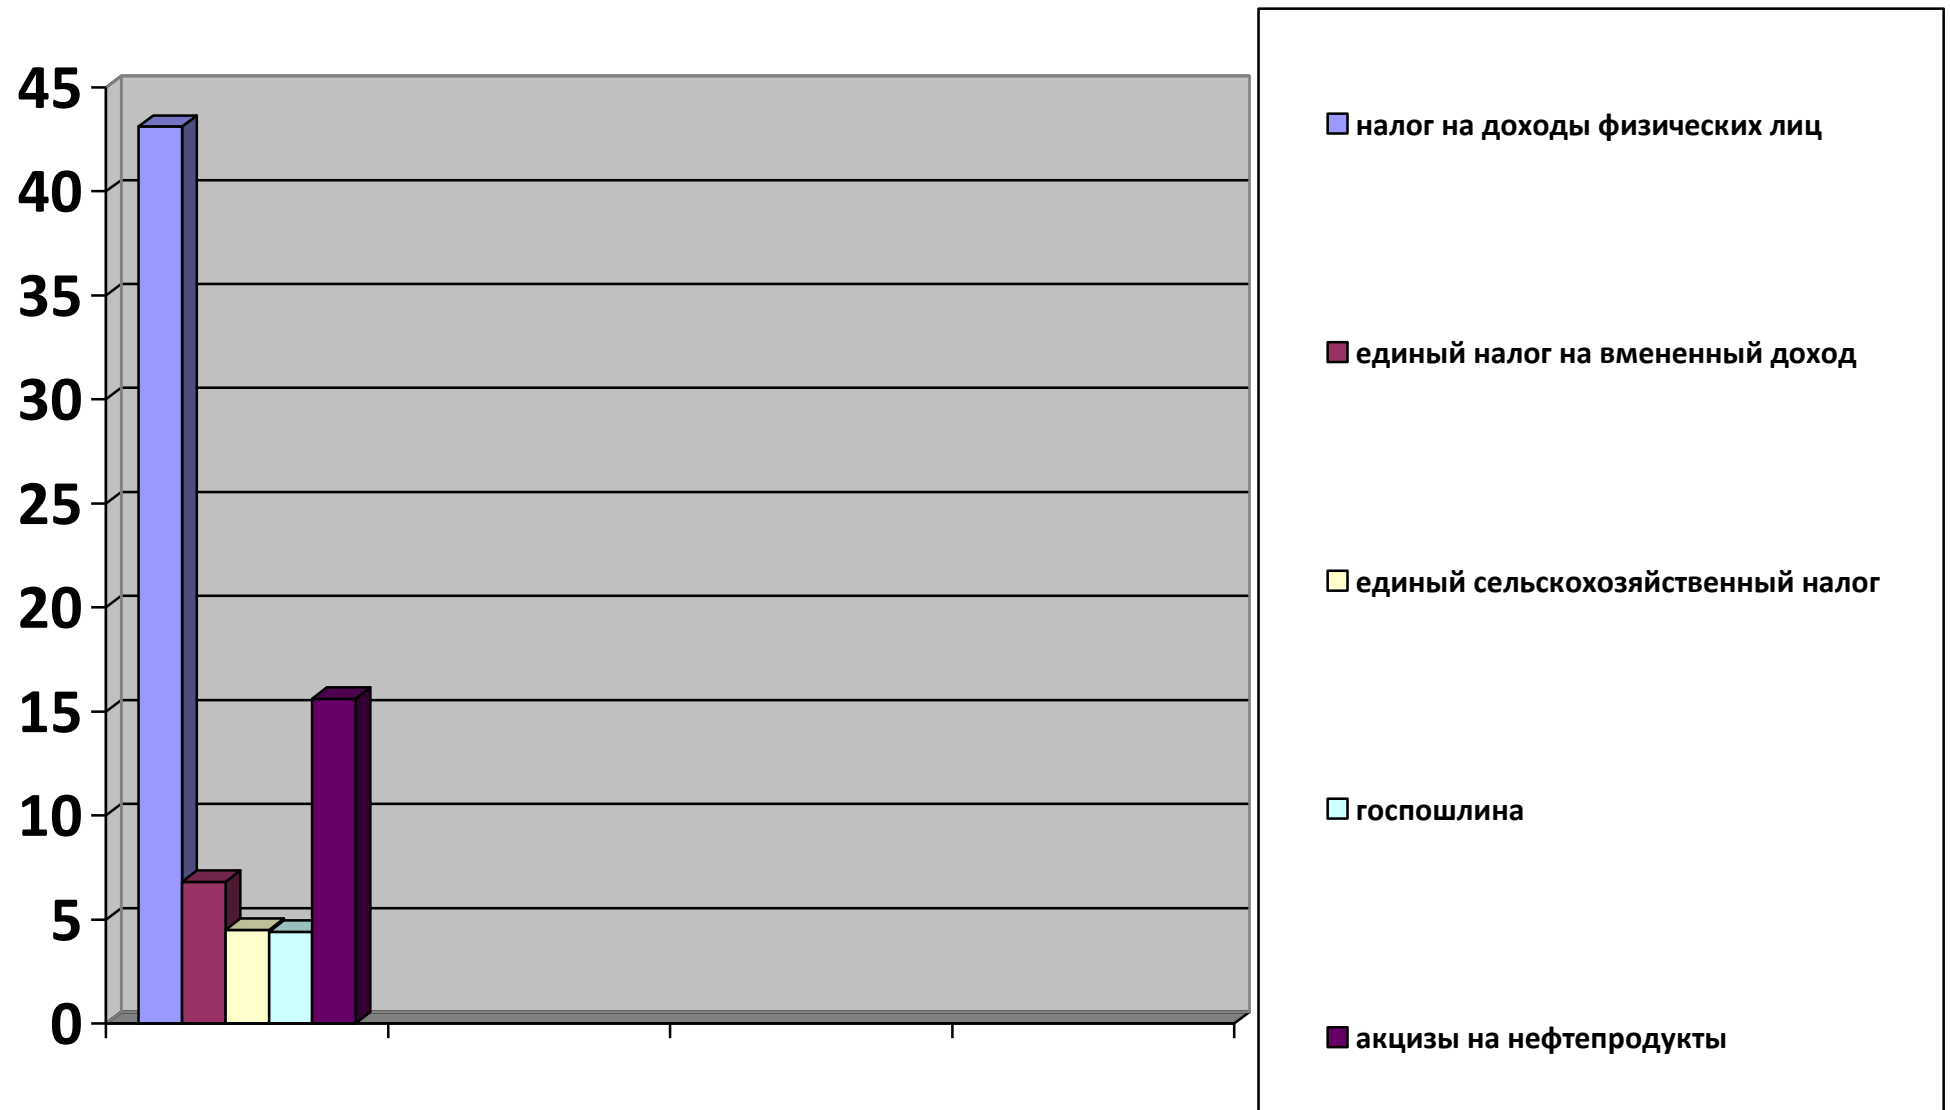 45
40
35
30
25
20
15
10
5
0
налог на доходы физических лиц
единый налог на вмененный доход
единый сельскохозяйственный налог
госпошлина
акцизы на нефтепродукты